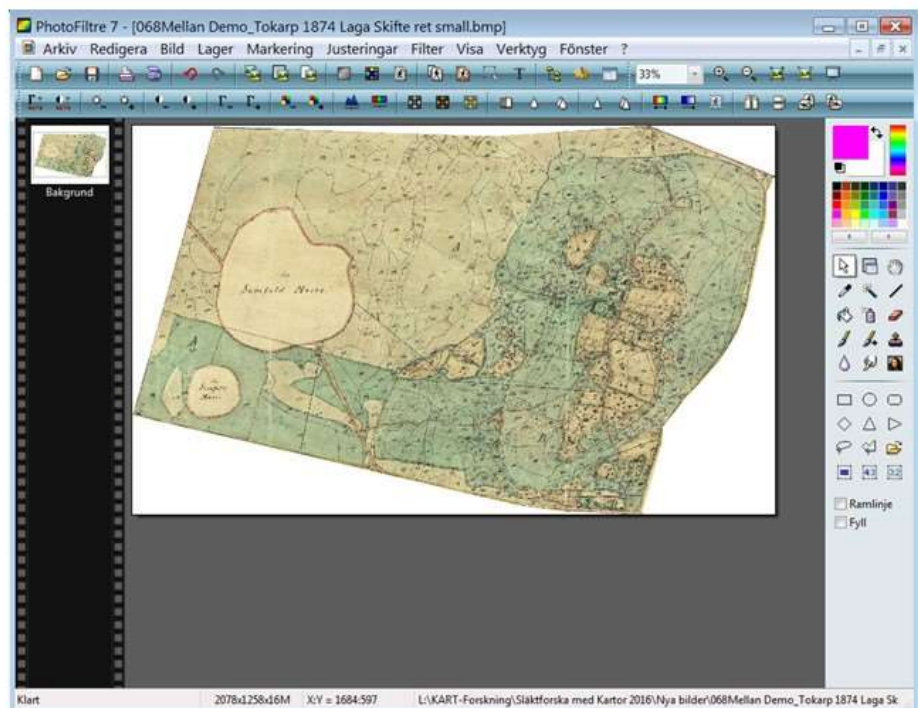 PhotoFiltre 7 - [068Mellan Demo_Tokarp 1874 Laga Skifte ret small.bmp]
Arkiv Redigera Bild Lager Markering Justeringar Filter Visa Verktyg Fönster ?
33%
Bakgrund
Ramlinje
Fyll
Klart 2078x1258x16M X:Y = 1684:597 L:\KART-Forskning\Släktforska med Kartor 2016\Nya bilder\068Mellan Demo_Tokarp 1874 Laga Sk